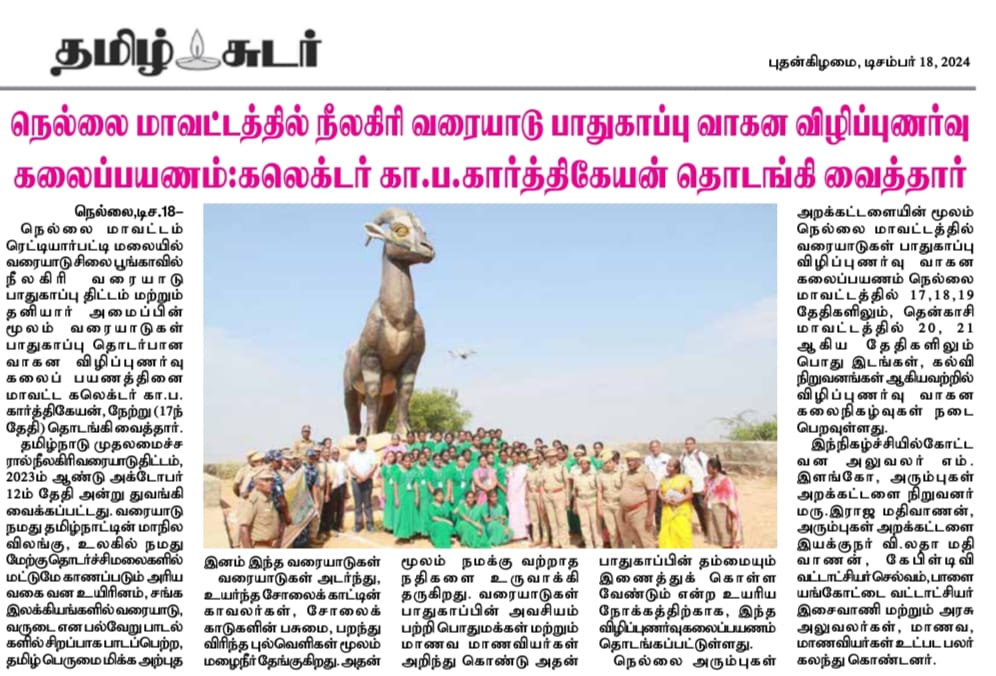 தமிழ் சுடர்
புதன்கிழமை, டிசம்பர் 18, 2024
நெல்லை மாவட்டத்தில் நீலகிரி வரையாடு பாதுகாப்பு வாகன விழிப்புணர்வு
கலைப்பயணம்:கலெக்டர் கா.ப.கார்த்திகேயன் தொடங்கி வைத்தார்
நெல்லை,டிச.18–
நெல்லை மாவட்டம்
ரெட்டியார்பட்டி மலையில்
வரையாடு சிலை பூங்காவில்
நீலகிரி வரையாடு
பாதுகாப்பு திட்டம் மற்றும்
தனியார் அமைப்பின்
மூலம் வரையாடுகள்
பாதுகாப்பு தொடர்பான
வாகன விழிப்புணர்வு
கலைப் பயணத்தினை
மாவட்ட கலெக்டர் கா.ப.
கார்த்திகேயன், நேற்று (17ந்
தேதி) தொடங்கி வைத்தார்.
தமிழ்நாடு முதலமைச்ச
ரால்நீலகிரிவரையாடுதிட்டம்,
2023ம் ஆண்டு அக்டோபர்
12ம் தேதி அன்று துவங்கி
வைக்கப்பட்டது. வரையாடு
நமது தமிழ்நாட்டின் மாநில
விலங்கு, உலகில் நமது
மேற்குதொடர்ச்சிமலைகளில்
மட்டுமே காணப்படும் அரிய
வகை வன உயிரினம், சங்க
இலக்கியங்களில் வரையாடு,
வருடை என பல்வேறு பாடல்
களில் சிறப்பாக பாடப்பெற்ற,
தமிழ் பெருமை மிக்க அற்புத
இனம் இந்த வரையாடுகள்
வரையாடுகள் அடர்ந்து,
உயர்ந்த சோலைக் காட்டின்
காவலர்கள், சோலைக்
காடுகளின் பசுமை, பறந்து
விரிந்த புல்வெளிகள் மூலம்
மழைநீர் தேங்குகிறது. அதன்
மூலம் நமக்கு வற்றாத
நதிகளை உருவாக்கி
தருகிறது. வரையாடுகள்
பாதுகாப்பின் அவசியம்
பற்றி பொதுமக்கள் மற்றும்
மாணவ மாணவியர்கள்
அறிந்து கொண்டு அதன்
பாதுகாப்பின் தம்மையும்
இணைத்துக் கொள்ள
வேண்டும் என்ற உயரிய
நோக்கத்திற்காக, இந்த
விழிப்புணர்வுகலைப்பயணம்
தொடங்கப்பட்டுள்ளது.
நெல்லை அரும்புகள்
அறக்கட்டளையின் மூலம்
நெல்லை மாவட்டத்தில்
வரையாடுகள் பாதுகாப்பு
விழிப்புணர்வு வாகன
கலைப்பயணம் நெல்லை
மாவட்டத்தில் 17,18,19
தேதிகளிலும், தென்காசி
மாவட்டத்தில் 20, 21
ஆகிய தேதிகளிலும்
பொது இடங்கள், கல்வி
நிறுவனங்கள் ஆகியவற்றில்
விழிப்புணர்வு வாகன
கலைநிகழ்வுகள் நடை
பெறவுள்ளது.
இந்நிகழ்ச்சியில்கோட்ட
வன அலுவலர் எம்.
இளங்கோ, அரும்புகள்
அறக்கட்டளை நிறுவனர்
மரு.இராஜ மதிவாணன்,
அரும்புகள் அறக்கட்டளை
இயக்குநர் வி.லதா மதி
வாணன், கேபிள்டிவி
வட்டாட்சியர் செல்வம்,பாளை
யங்கோட்டை வட்டாட்சியர்
இசைவாணி மற்றும் அரசு
அலுவலர்கள், மாணவ,
மாணவியர்கள் உட்பட பலர்
கலந்து கொண்டனர்.